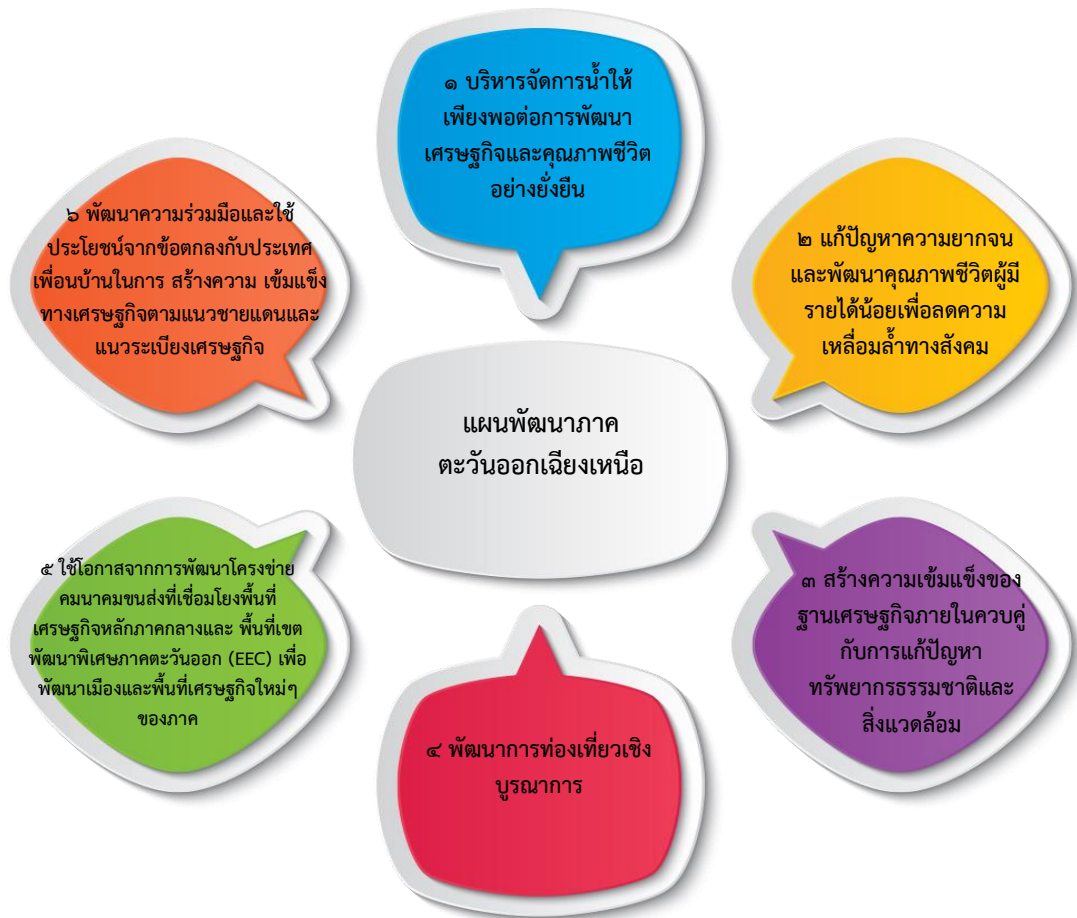 ๑ บริหารจัดการน้ำให้
เพียงพอต่อการพัฒนา
เศรษฐกิจและคุณภาพชีวิต
อย่างยั่งยืน
๒ แก้ปัญหาความยากจน
และพัฒนาคุณภาพชีวิตผู้มี
รายได้น้อยเพื่อลดความ
เหลื่อมล้ำทางสังคม
๓ สร้างความเข้มแข็งของ
ฐานเศรษฐกิจภายในควบคู่
กับการแก้ปัญหา
ทรัพยากรธรรมชาติและ
สิ่งแวดล้อม
๔ พัฒนาการท่องเที่ยวเชิง
บูรณาการ
๕ ใช้โอกาสจากการพัฒนาโครงข่าย
คมนาคมขนส่งที่เชื่อมโยงพื้นที่
เศรษฐกิจหลักภาคกลางและ พื้นที่เขต
พัฒนาพิเศษภาคตะวันออก (EEC) เพื่อ
พัฒนาเมืองและพื้นที่เศรษฐกิจใหม่ๆ
ของภาค
๖ พัฒนาความร่วมมือและใช้
ประโยชน์จากข้อตกลงกับประเทศ
เพื่อนบ้านในการ สร้างความ เข้มแข็ง
ทางเศรษฐกิจตามแนวชายแดนและ
แนวระเบียงเศรษฐกิจ
แผนพัฒนาภาค
ตะวันออกเฉียงเหนือ